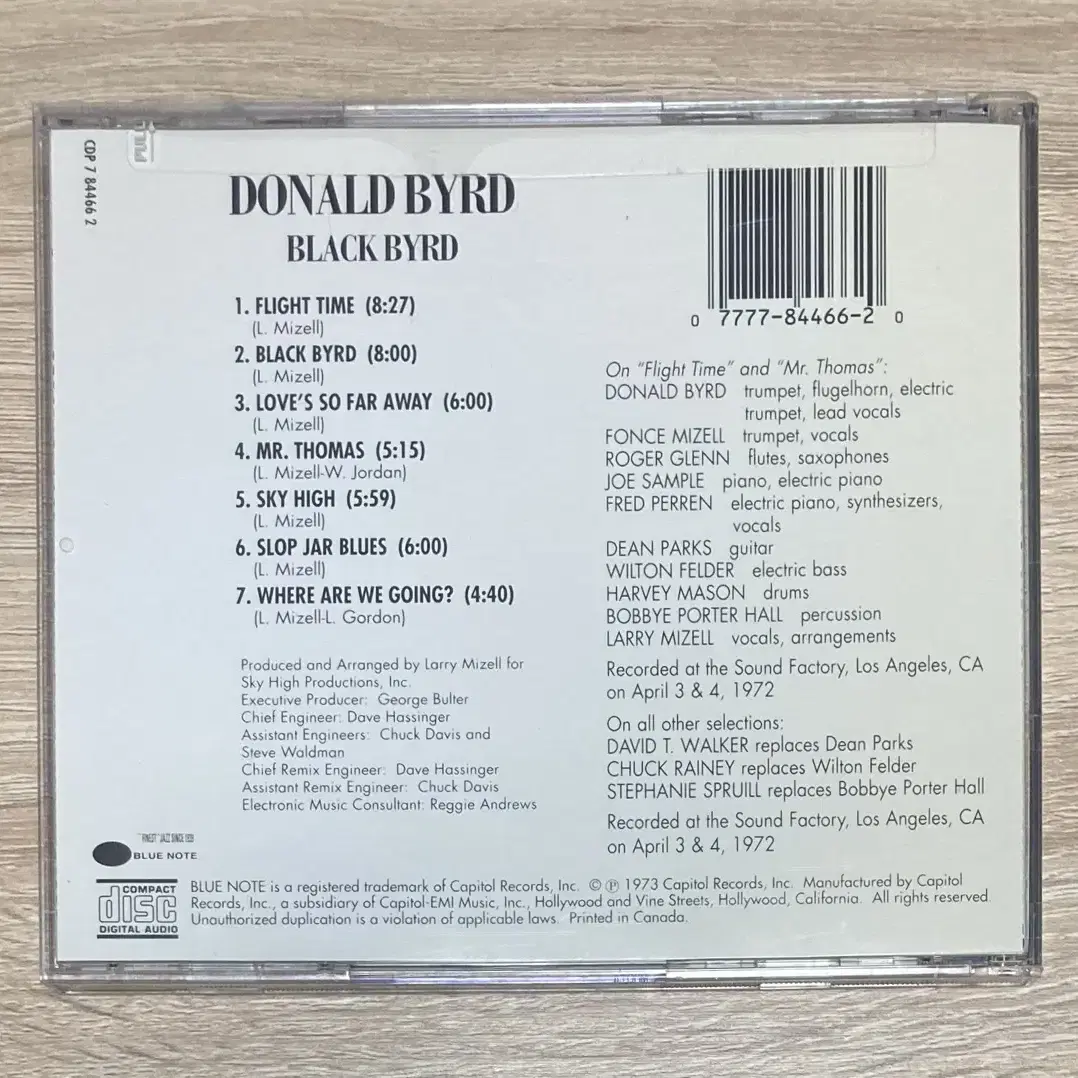 CDP 7 84466 2
PULL
DONALD BYRD
BLACK BYRD
1. FLIGHT TIME (8:27)
(L. Mizell)
2. BLACK BYRD (8:00)
(L. Mizell)
3. LOVE'S SO FAR AWAY (6:00)
(L. Mizell)
4. MR. THOMAS (5:15)
(L. Mizell-W. Jordan)
5. SKY HIGH (5:59)
(L. Mizell)
6. SLOP JAR BLUES (6:00)
(L. Mizell)
7. WHERE ARE WE GOING? (4:40)
(L. Mizell-L. Gordon)
Produced and Arranged by Larry Mizell for
Sky High Productions, Inc.
Executive Producer: George Bulter
Chief Engineer: Dave Hassinger
Assistant Engineers: Chuck Davis and
Steve Waldman
Chief Remix Engineer: Dave Hassinger
Assistant Remix Engineer: Chuck Davis
Electronic Music Consultant: Reggie Andrews
0 7777-84466-2 0
On "Flight Time" and "Mr. Thomas":
DONALD BYRD trumpet, flugelhorn, electric
trumpet, lead vocals
FONCE MIZELL trumpet, vocals
ROGER GLENN flutes, saxophones
JOE SAMPLE piano, electric piano
FRED PERREN electric piano, synthesizers,
vocals
DEAN PARKS guitar
WILTON FELDER electric bass
HARVEY MASON drums
BOBBYE PORTER HALL percussion
LARRY MIZELL vocals, arrangements
Recorded at the Sound Factory, Los Angeles, CA
on April 3 & 4, 1972
On all other selections:
DAVID T. WALKER replaces Dean Parks
CHUCK RAINEY replaces Wilton Felder
STEPHANIE SPRUILL replaces Bobbye Porter Hall
Recorded at the Sound Factory, Los Angeles, CA
on April 3 & 4, 1972
"FINEST" JAZZ SINCE 1939
BLUE NOTE
COMPACT
disc
DIGITAL AUDIO
BLUE NOTE is a registered trademark of Capitol Records, Inc. © ℗ 1973 Capitol Records, Inc. Manufactured by Capitol
Records, Inc., a subsidiary of Capitol-EMI Music, Inc., Hollywood and Vine Streets, Hollywood, California. All rights reserved.
Unauthorized duplication is a violation of applicable laws. Printed in Canada.